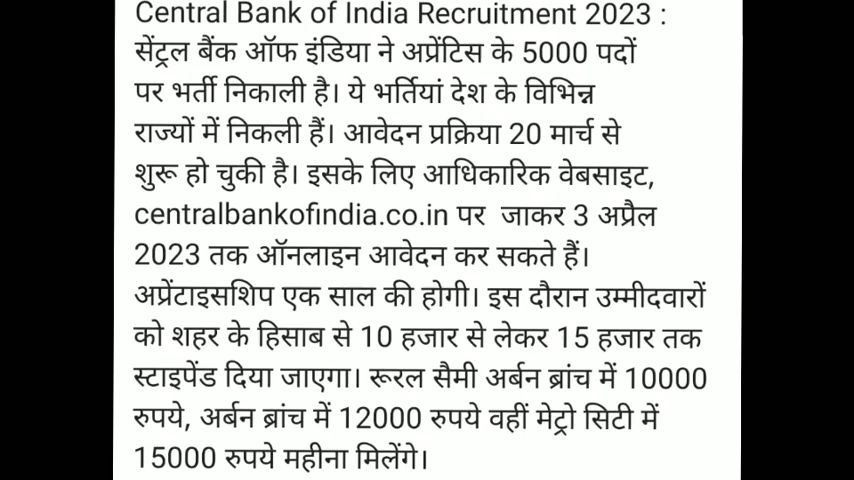 Central Bank of India Recruitment 2023 :
सेंट्रल बैंक ऑफ इंडिया ने अप्रेंटिस के 5000 पदों
पर भर्ती निकाली है। ये भर्तियां देश के विभिन्न
राज्यों में निकली हैं। आवेदन प्रक्रिया 20 मार्च से
शुरू हो चुकी है। इसके लिए आधिकारिक वेबसाइट,
centralbankofindia.co.in पर जाकर 3 अप्रैल
2023 तक ऑनलाइन आवेदन कर सकते हैं।
अप्रेंटाइसशिप एक साल की होगी। इस दौरान उम्मीदवारों
को शहर के हिसाब से 10 हजार से लेकर 15 हजार तक
स्टाइपेंड दिया जाएगा। रूरल सैमी अर्बन ब्रांच में 10000
रुपये, अर्बन ब्रांच में 12000 रुपये वहीं मेट्रो सिटी में
15000 रुपये महीना मिलेंगे।